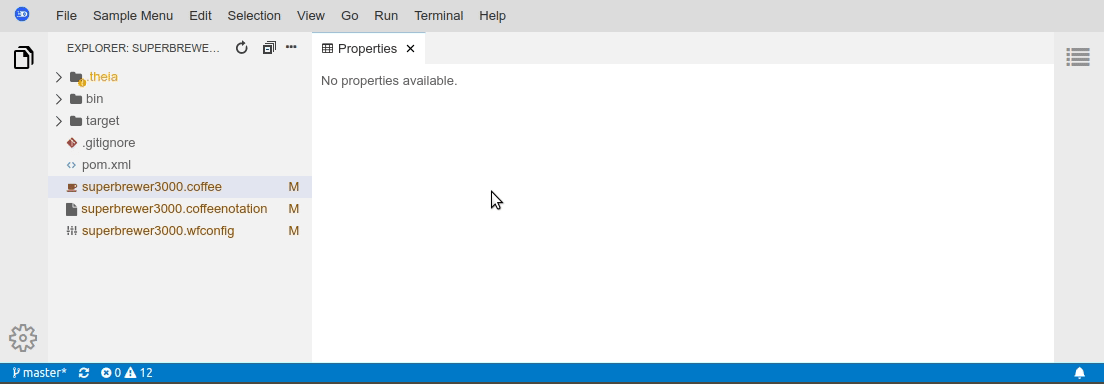 File Sample Menu Edit Selection View Go Run Terminal Help
EXPLORER: SUPERBREWE...
Properties
No properties available.
.theia
bin
target
.gitignore
pom.xml
superbrewer3000.coffee M
superbrewer3000.coffeenotation M
superbrewer3000.wfconfig M
master* 0 12